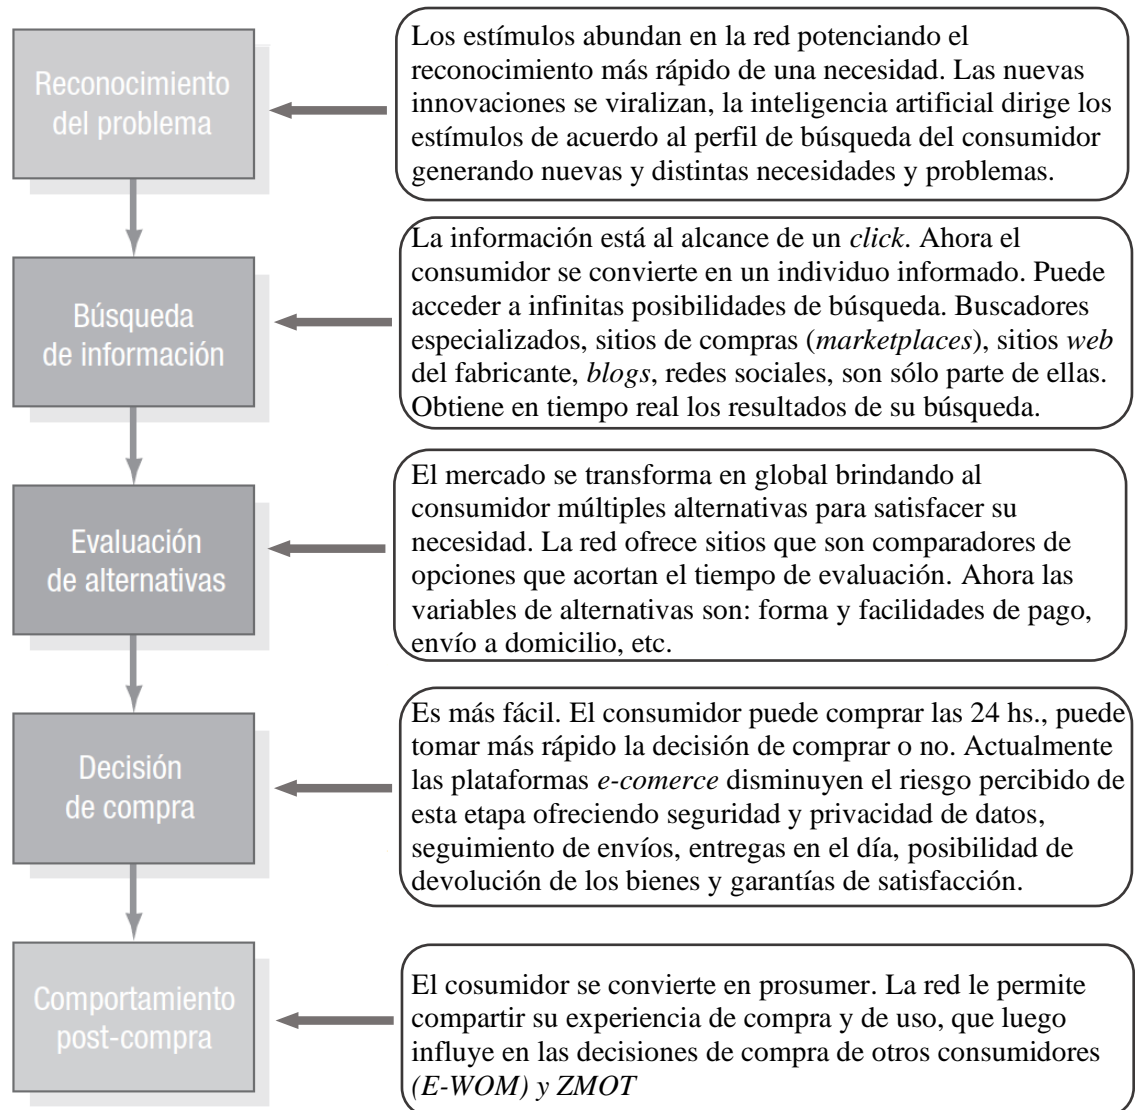 Reconocimiento
del problema
Los estímulos abundan en la red potenciando el
reconocimiento más rápido de una necesidad. Las nuevas
innovaciones se viralizan, la inteligencia artificial dirige los
estímulos de acuerdo al perfil de búsqueda del consumidor
generando nuevas y distintas necesidades y problemas.
Búsqueda
de información
La información está al alcance de un click. Ahora el
consumidor se convierte en un individuo informado. Puede
acceder a infinitas posibilidades de búsqueda. Buscadores
especializados, sitios de compras (marketplaces), sitios web
del fabricante, blogs, redes sociales, son sólo parte de ellas.
Obtiene en tiempo real los resultados de su búsqueda.
Evaluación
de alternativas
El mercado se transforma en global brindando al
consumidor múltiples alternativas para satisfacer su
necesidad. La red ofrece sitios que son comparadores de
opciones que acortan el tiempo de evaluación. Ahora las
variables de alternativas son: forma y facilidades de pago,
envío a domicilio, etc.
Decisión
de compra
Es más fácil. El consumidor puede comprar las 24 hs., puede
tomar más rápido la decisión de comprar o no. Actualmente
las plataformas e-comerce disminuyen el riesgo percibido de
esta etapa ofreciendo seguridad y privacidad de datos,
seguimiento de envíos, entregas en el día, posibilidad de
devolución de los bienes y garantías de satisfacción.
Comportamiento
post-compra
El cosumidor se convierte en prosumer. La red le permite
compartir su experiencia de compra y de uso, que luego
influye en las decisiones de compra de otros consumidores
(E-WOM) y ZMOT